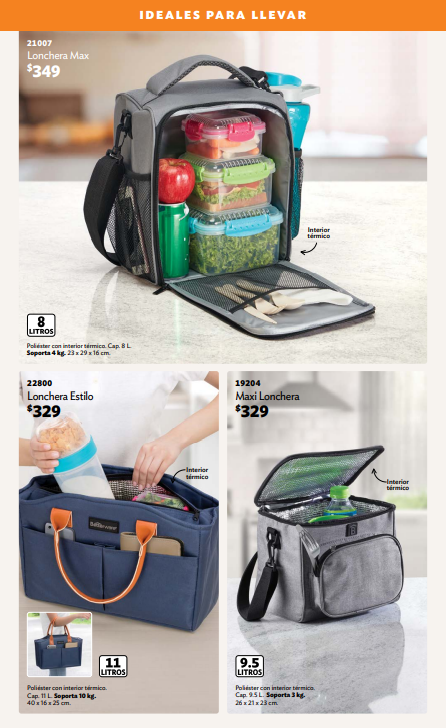 IDEALES PARA LLEVAR
21007
Lonchera Max
$349
Interior
térmico
8
LITROS
Poliéster con interior térmico. Cap. 8 L.
Soporta 4 kg. 23 x 29 x 16 cm.
22800
Lonchera Estilo
$329
Interior
térmico
11
LITROS
Poliéster con interior térmico.
Cap. 11 L. Soporta 10 kg.
40 x 16 x 25 cm.
19204
Maxi Lonchera
$329
Interior
térmico
9.5
LITROS
Poliéster con interior térmico.
Cap. 9.5 L. Soporta 3 kg.
26 x 21 x 23 cm.